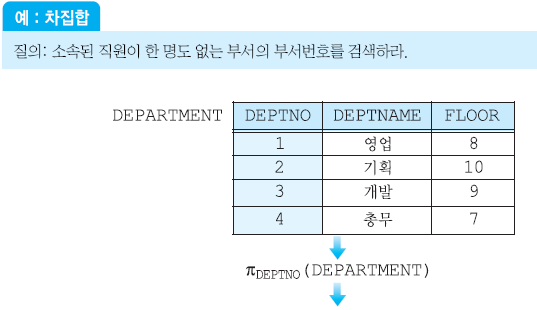 예 : 차집합
질의: 소속된 직원이 한 명도 없는 부서의 부서번호를 검색하라.
DEPARTMENT DEPTNO DEPTNAME FLOOR
1 영업 8
2 기획 10
3 개발 9
4 총무 7
πDEPTNO(DEPARTMENT)